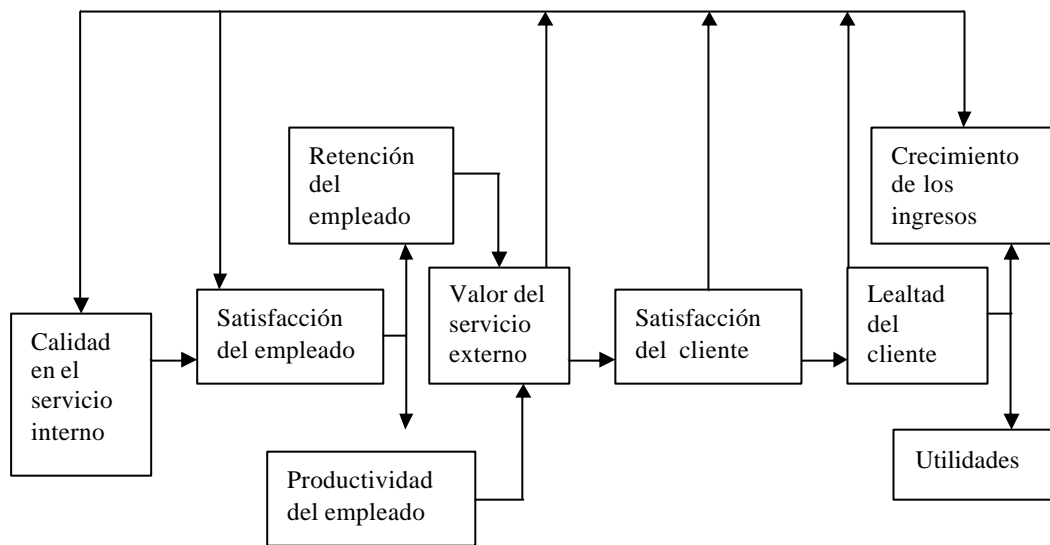 Retención
del
empleado
Crecimiento
de los
ingresos
Calidad
en el
servicio
interno
Satisfacción
del empleado
Valor del
servicio
externo
Satisfacción
del cliente
Lealtad
del
cliente
Productividad
del empleado
Utilidades